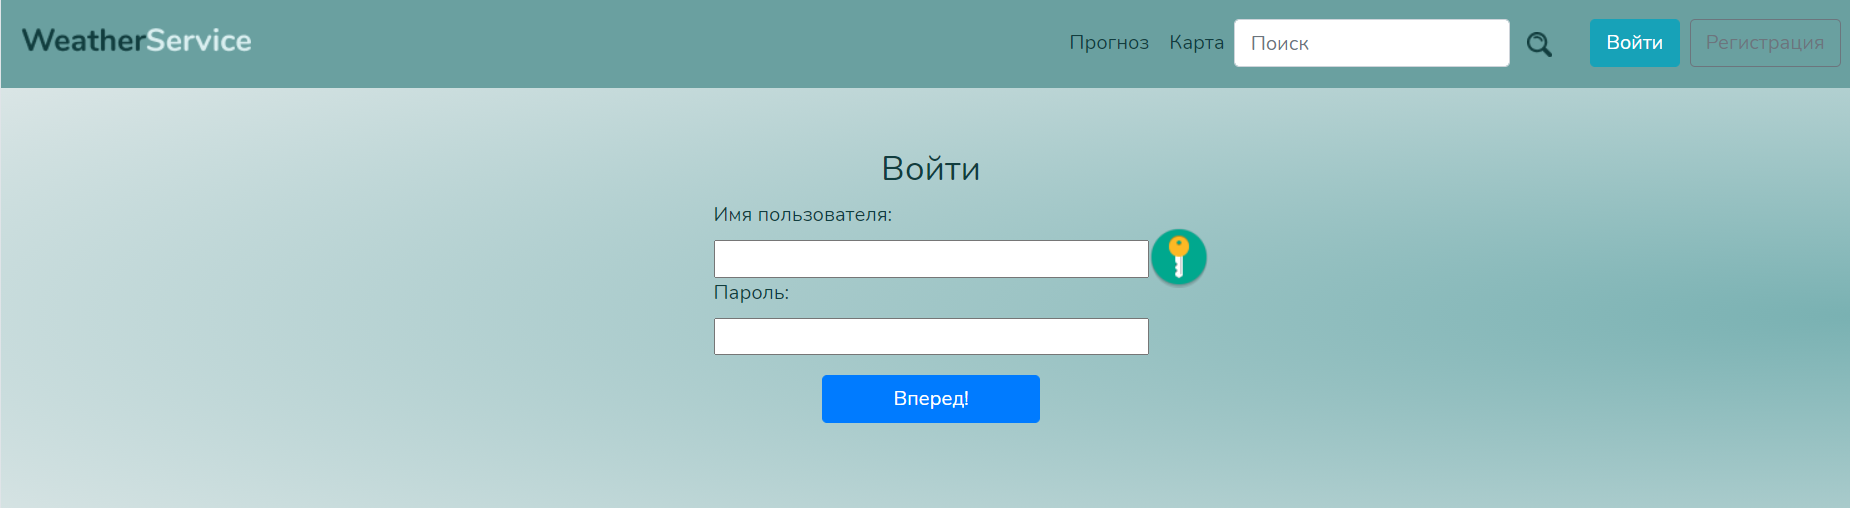 WeatherService
Прогноз Карта Поиск Войти Регистрация
Войти
Имя пользователя:
Пароль:
Вперед!